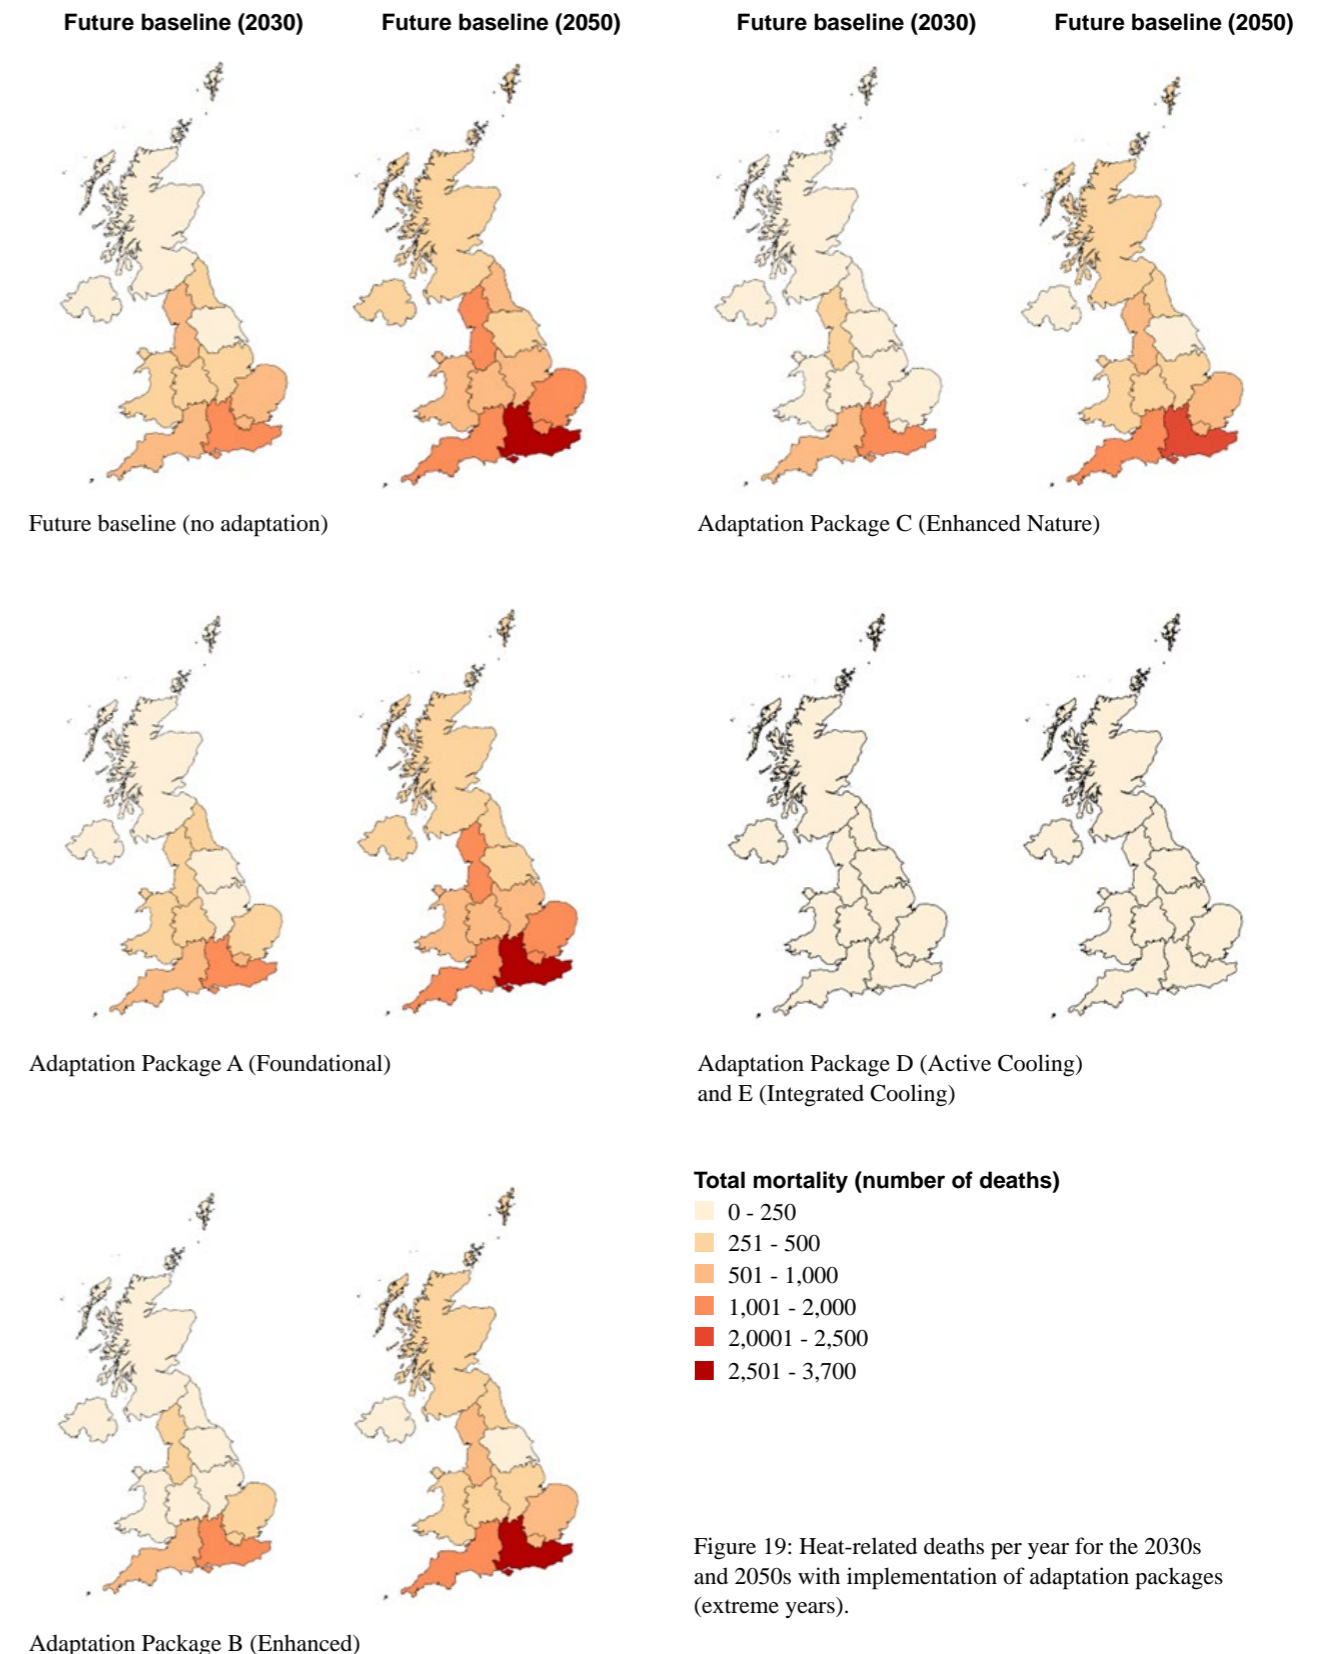 Future baseline (2030)
Future baseline (2050)
Future baseline (2030)
Future baseline (2050)
Future baseline (no adaptation)
Adaptation Package C (Enhanced Nature)
Adaptation Package A (Foundational)
Adaptation Package D (Active Cooling)
and E (Integrated Cooling)
Adaptation Package B (Enhanced)
Total mortality (number of deaths)
0 - 250
251 - 500
501 - 1,000
1,001 - 2,000
2,0001 - 2,500
2,501 - 3,700
Figure 19: Heat-related deaths per year for the 2030s
and 2050s with implementation of adaptation packages
(extreme years).